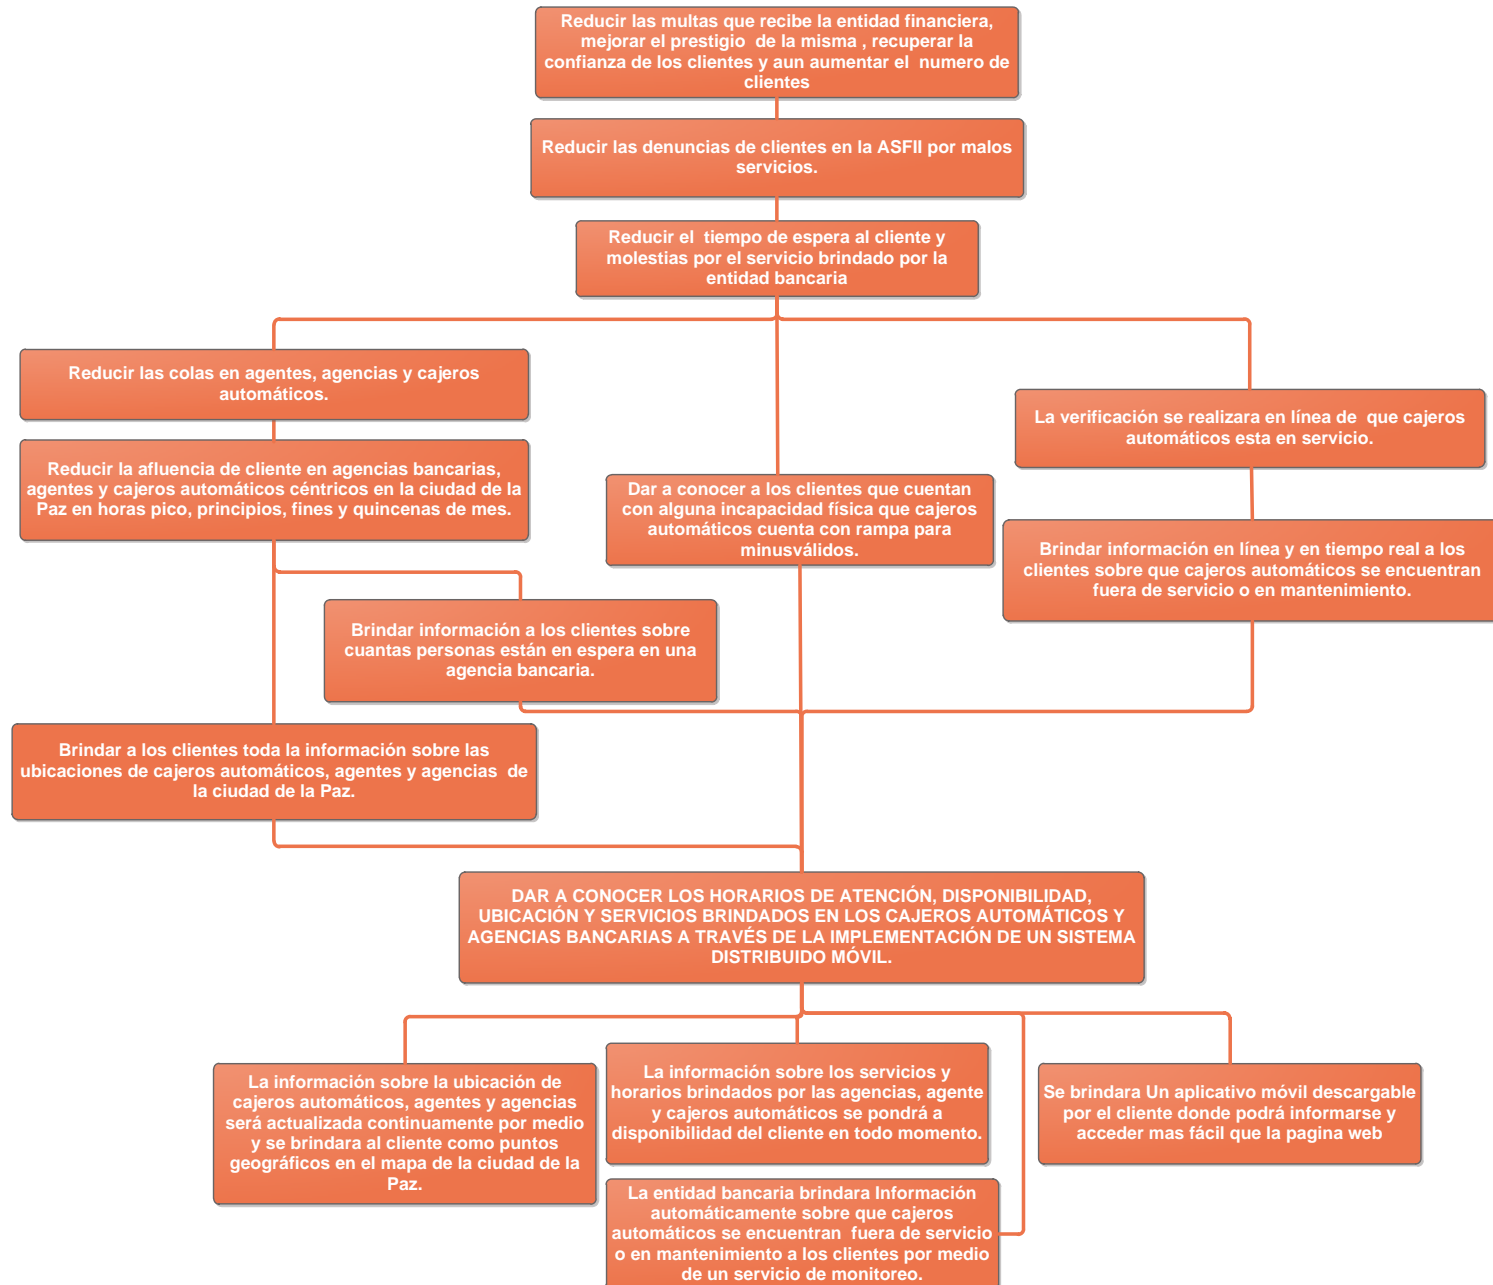 Reducir las multas que recibe la entidad financiera,
mejorar el prestigio de la misma , recuperar la
confianza de los clientes y aun aumentar el numero de
clientes
Reducir las denuncias de clientes en la ASFII por malos
servicios.
Reducir el tiempo de espera al cliente y
molestias por el servicio brindado por la
entidad bancaria
Reducir las colas en agentes, agencias y cajeros
automáticos.
La verificación se realizara en línea de que cajeros
automáticos esta en servicio.
Reducir la afluencia de cliente en agencias bancarias,
agentes y cajeros automáticos céntricos en la ciudad de la
Paz en horas pico, principios, fines y quincenas de mes.
Dar a conocer a los clientes que cuentan
con alguna incapacidad física que cajeros
automáticos cuenta con rampa para
minusválidos.
Brindar información en línea y en tiempo real a los
clientes sobre que cajeros automáticos se encuentran
fuera de servicio o en mantenimiento.
Brindar información a los clientes sobre
cuantas personas están en espera en una
agencia bancaria.
Brindar a los clientes toda la información sobre las
ubicaciones de cajeros automáticos, agentes y agencias de
la ciudad de la Paz.
DAR A CONOCER LOS HORARIOS DE ATENCIÓN, DISPONIBILIDAD,
UBICACIÓN Y SERVICIOS BRINDADOS EN LOS CAJEROS AUTOMÁTICOS Y
AGENCIAS BANCARIAS A TRAVÉS DE LA IMPLEMENTACIÓN DE UN SISTEMA
DISTRIBUIDO MÓVIL.
La información sobre la ubicación de
cajeros automáticos, agentes y agencias
será actualizada continuamente por medio
y se brindara al cliente como puntos
geográficos en el mapa de la ciudad de la
Paz.
La información sobre los servicios y
horarios brindados por las agencias, agente
y cajeros automáticos se pondrá a
disponibilidad del cliente en todo momento.
Se brindara Un aplicativo móvil descargable
por el cliente donde podrá informarse y
acceder mas fácil que la pagina web
La entidad bancaria brindara Información
automáticamente sobre que cajeros
automáticos se encuentran fuera de servicio
o en mantenimiento a los clientes por medio
de un servicio de monitoreo.